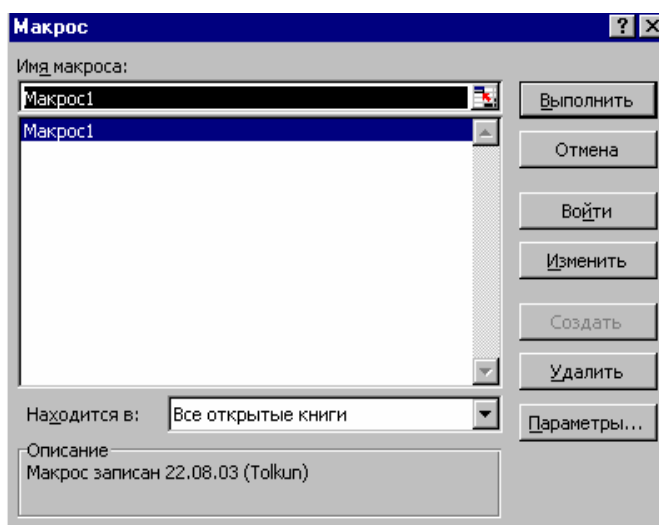 Макрос
Имя макроса:
Макрос1
Макрос1
Выполнить
Отмена
Войти
Изменить
Создать
Удалить
Параметры...
Находится в:
Все открытые книги
Описание
Макрос записан 22.08.03 (Tolkun)